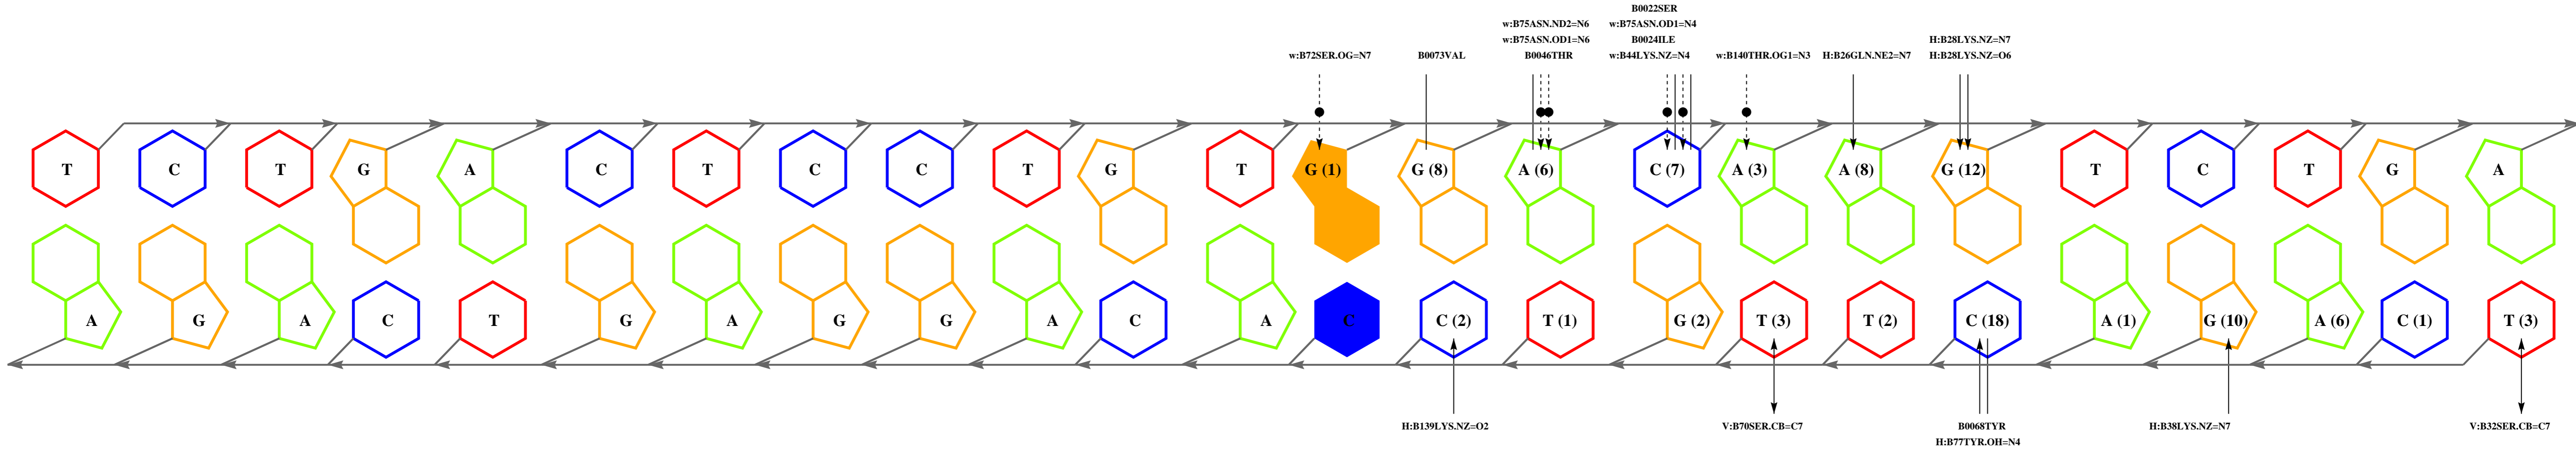 B0022SER
w:B75ASN.ND2=N6 w:B75ASN.OD1=N4 
w:B75ASN.OD1=N6 B0024ILE H:B28LYS.NZ=N7
w:B72SER.OG=N7 B0073VAL B0046THR w:B44LYS.NZ=N4 w:B140THR.OG1=N3 H:B26GLN.NE2=N7 H:B28LYS.NZ=O6
T C T G A C T C C T G T G (1) G (8) A (6) C (7) A (3) A (8) G (12) T C T G A
A G A C T G A G G A C A C C (2) T (1) G (2) T (3) T (2) C (18) A (1) G (10) A (6) C (1) T (3)
H:B139LYS.NZ=O2 V:B70SER.CB=C7 B0068TYR H:B38LYS.NZ=N7 V:B32SER.CB=C7
H:B77TYR.OH=N4